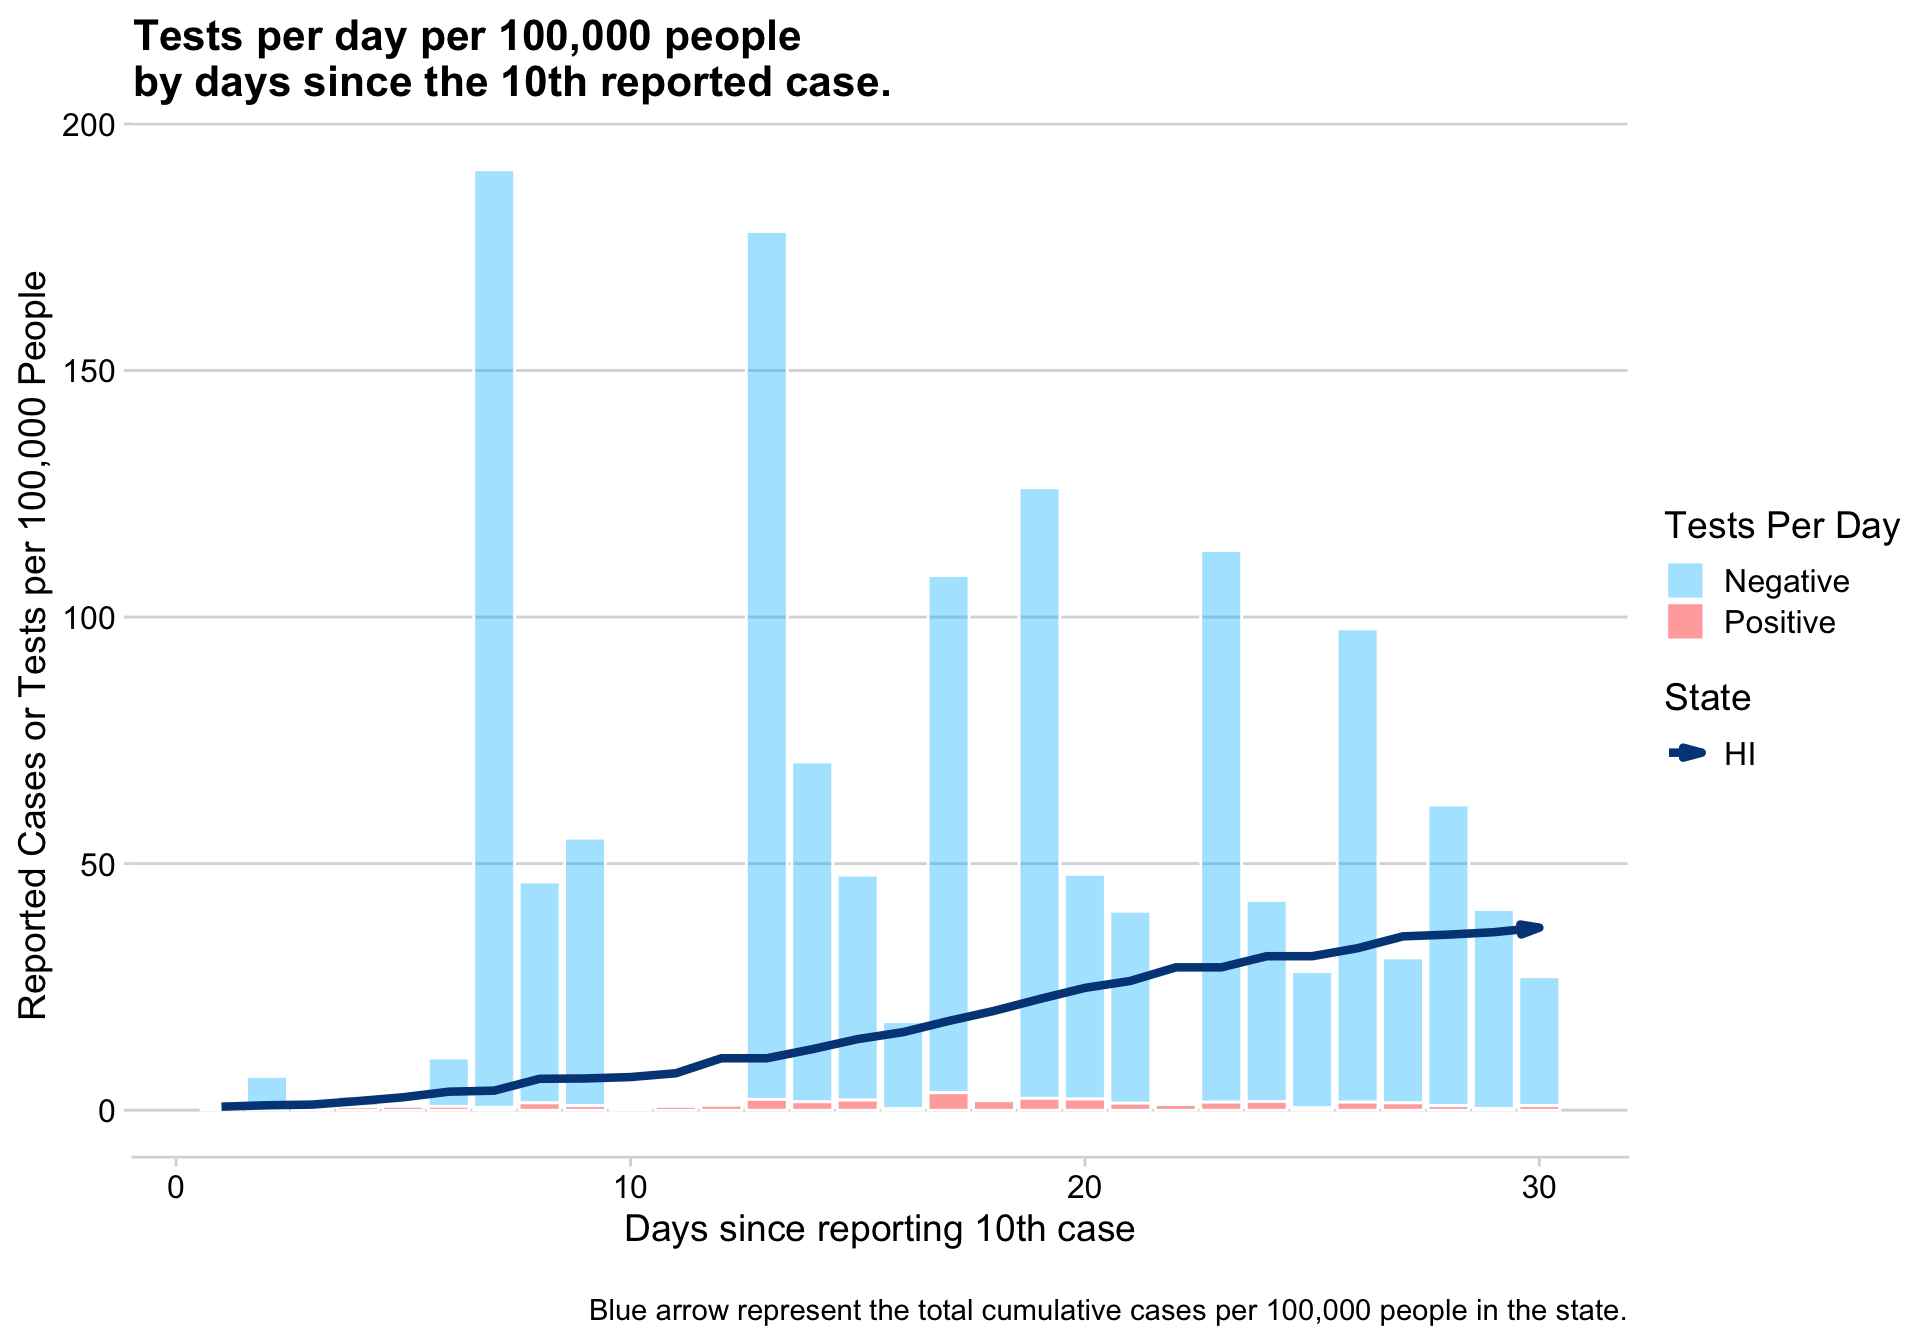 Tests per day per 100,000 people
by days since the 10th reported case.
Reported Cases or Tests per 100,000 People
200
150
100
50
0
0
10
20
30
Days since reporting 10th case
Tests Per Day
Negative
Positive
State
HI
Blue arrow represent the total cumulative cases per 100,000 people in the state.